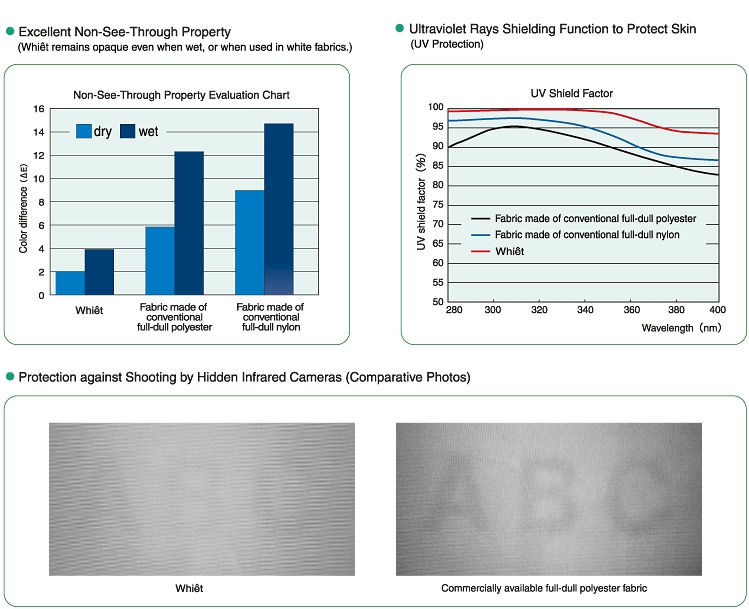 Excellent Non-See-Through Property
(Whiêt remains opaque even when wet, or when used in white fabrics.)
Non-See-Through Property Evaluation Chart
Color difference (ΔE)
16
14
12
10
8
6
4
2
0
dry
wet
Whiêt
Fabric made of
conventional
full-dull polyester
Fabric made of
conventional
full-dull nylon
Ultraviolet Rays Shielding Function to Protect Skin
(UV Protection)
UV Shield Factor
UV shield factor (%)
100
95
90
85
80
75
70
65
60
55
50
Fabric made of conventional full-dull polyester
Fabric made of conventional full-dull nylon
Whiêt
280 300 320 340 360 380 400
Wavelength (nm)
Protection against Shooting by Hidden Infrared Cameras (Comparative Photos)
A B C
A B C
Whiêt
Commercially available full-dull polyester fabric